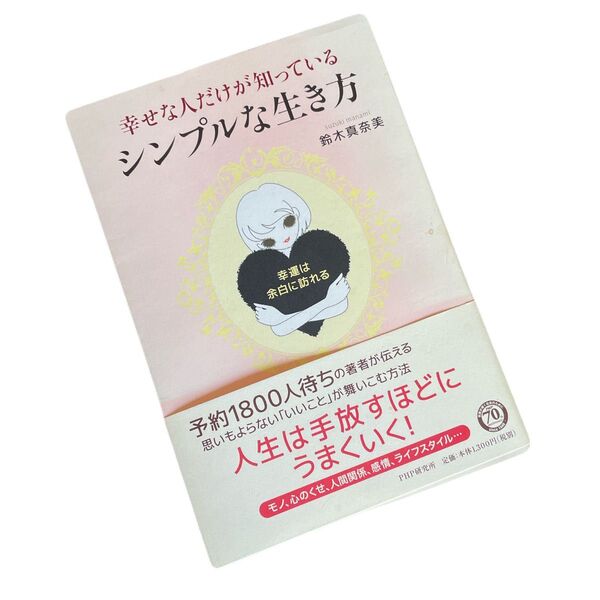 幸せな人だけが知っている
シンプルな生き方
suzuki manami
鈴木真奈美
幸運は
余白に訪れる
予約1800人待ちの著者が伝える
思いもよらない「いいこと」が舞いこむ方法
人生は手放すほどに
うまくいく!
モノ、心のくせ、人間関係、感情、ライフスタイル…
70
PHP研究所 定価:本体1,300円(税別)